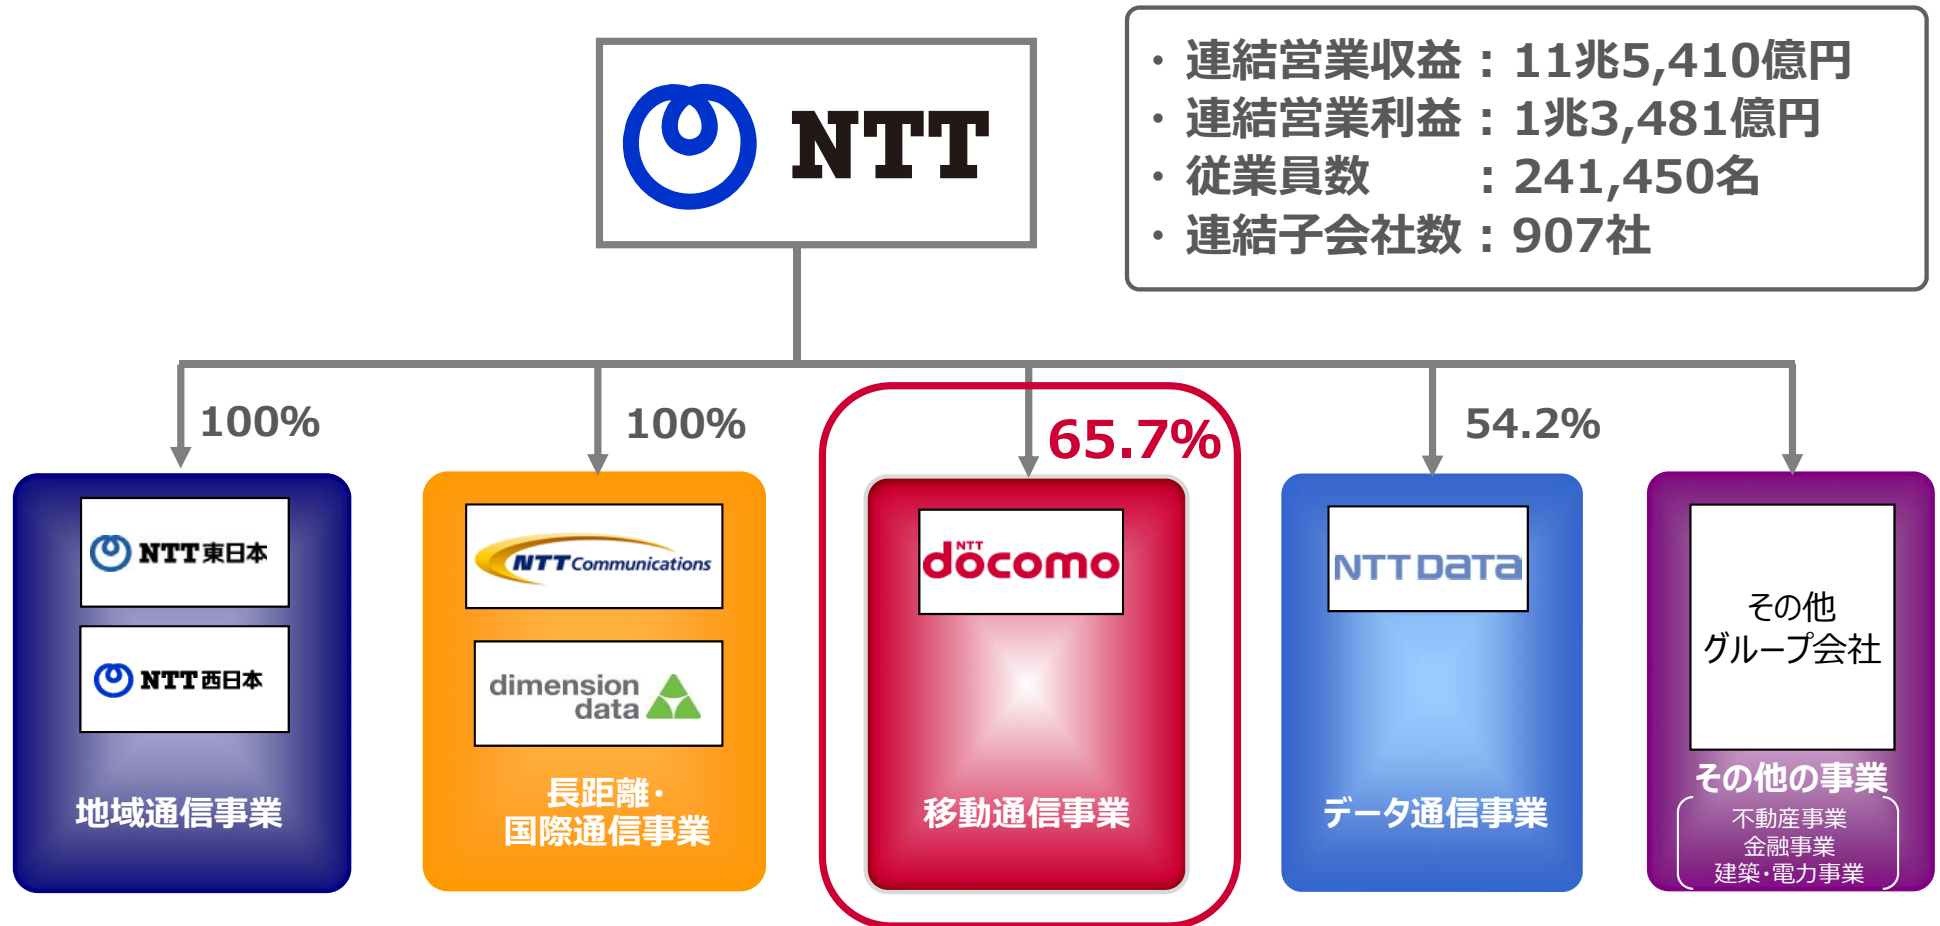 NTT
・連結営業収益：11兆5,410億円
・連結営業利益：1兆3,481億円
・従業員数　　：241,450名
・連結子会社数：907社
100%
100%
65.7%
54.2%
NTT東日本
NTT西日本
地域通信事業
NTT Communications
dimension
data
長距離・
国際通信事業
NTT
docomo
移動通信事業
NTT DATA
データ通信事業
その他
グループ会社
その他の事業
不動産事業
金融事業
建築・電力事業